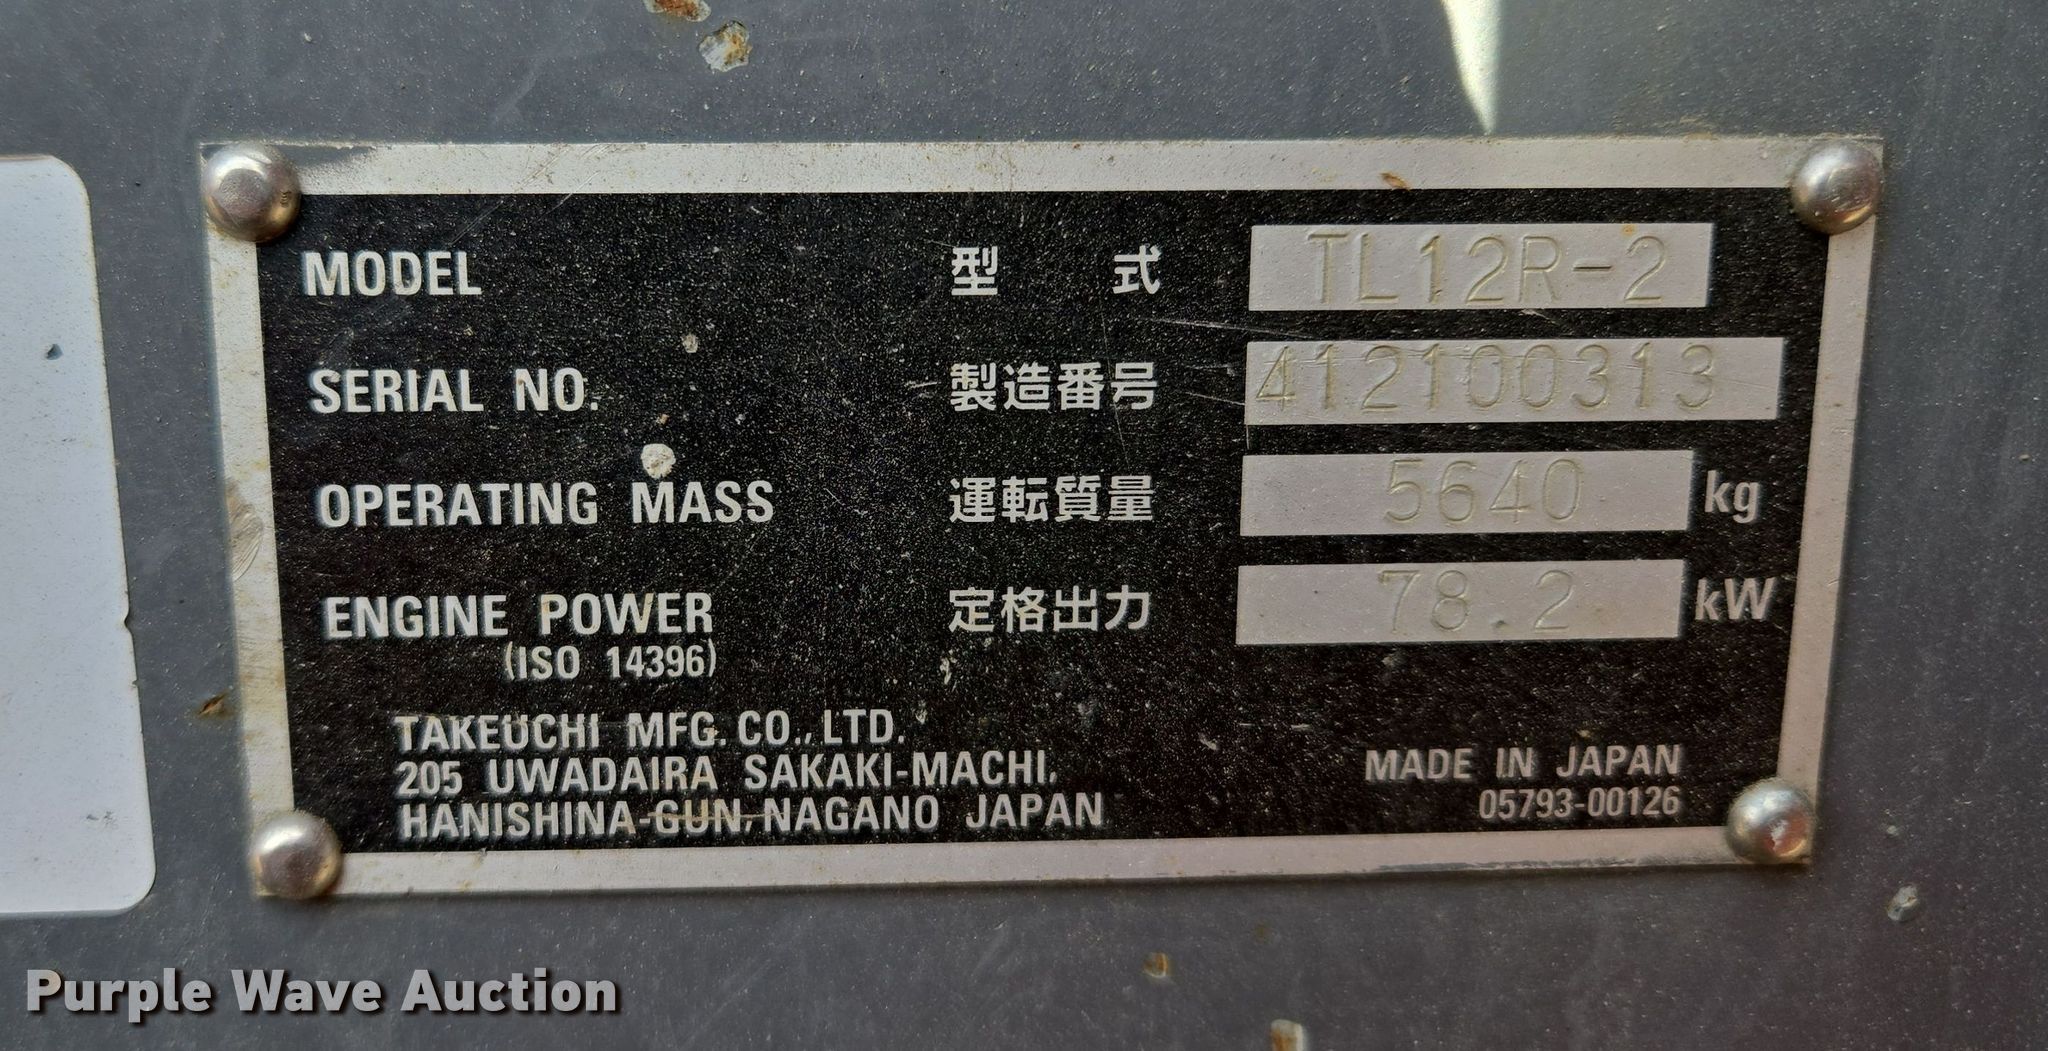 MODEL 型 式 TL12R-2
SERIAL NO. 製造番号 412100313
OPERATING MASS 運転質量 5640 kg
ENGINE POWER 定格出力 78.2 kW
(ISO 14396)
TAKEUCHI MFG. CO., LTD.
205 UWADAIRA SAKAKI-MACHI,
HANISHINA-GUN, NAGANO JAPAN
MADE IN JAPAN
05793-00126
Purple Wave Auction